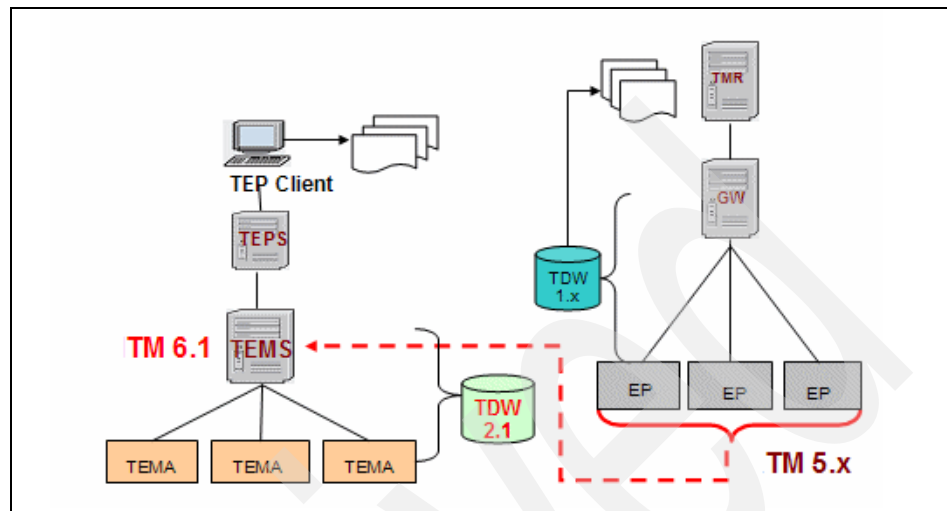 TEP Client
TEPS
TM 6.1
TEMS
TEMA
TEMA
TEMA
TDW
2.1
TMR
GW
TDW
1.x
EP
EP
EP
TM 5.x